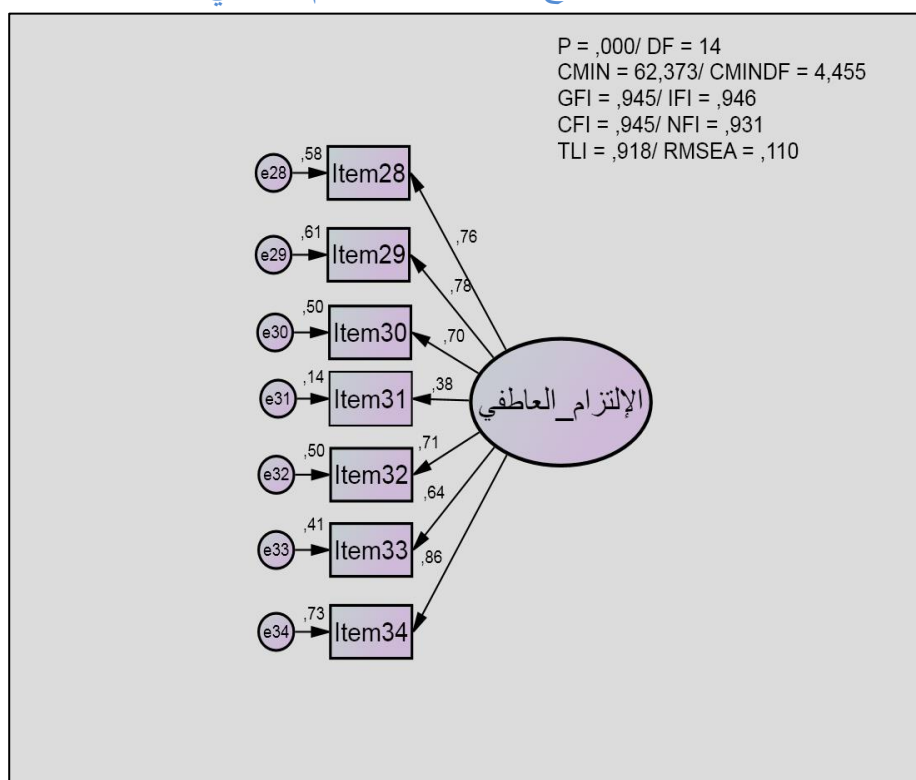 P = ,000/ DF = 14
CMIN = 62,373/ CMINDF = 4,455
GFI = ,945/ IFI = ,946
CFI = ,945/ NFI = ,931
TLI = ,918/ RMSEA = ,110
e28 ,58 Item28 ,76
e29 ,61 Item29 ,78
e30 ,50 Item30 ,70
e31 ,14 Item31 ,38
الإلتزام_العاطفي
e32 ,50 Item32 ,71
e33 ,41 Item33 ,64
e34 ,73 Item34 ,86